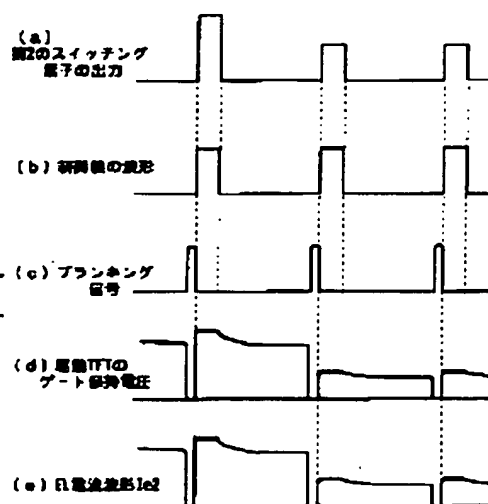 (a)
第2のスイッチング
素子の出力
(b) 制御線の波形
(c) ブランキング
信号
(d) 駆動TFTの
ゲート保持電圧
(e) EL電流波形Ie2